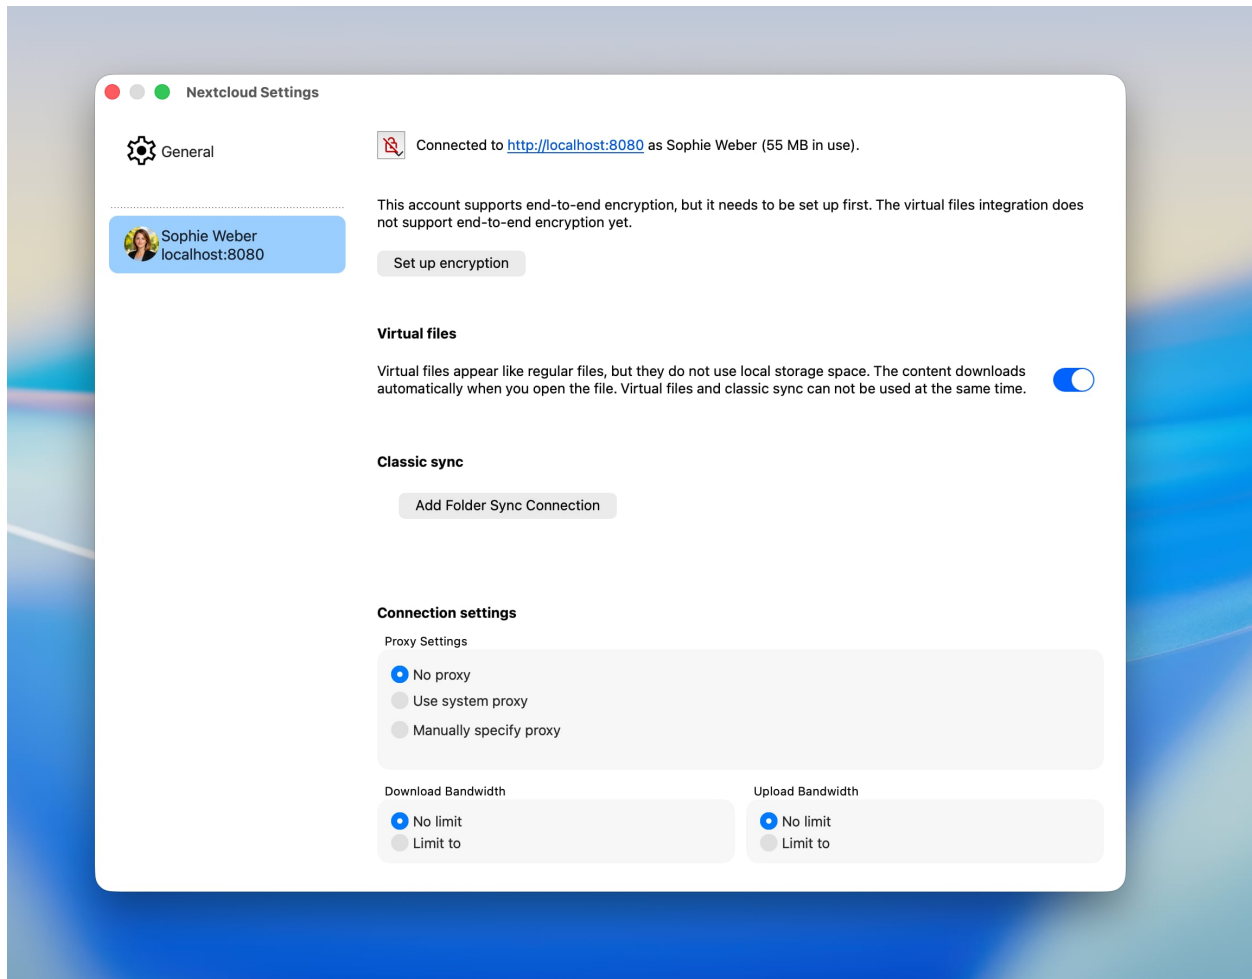 Nextcloud Settings
General
Sophie Weber
localhost:8080
Connected to http://localhost:8080 as Sophie Weber (55 MB in use).
This account supports end-to-end encryption, but it needs to be set up first. The virtual files integration does
not support end-to-end encryption yet.
Set up encryption
Virtual files
Virtual files appear like regular files, but they do not use local storage space. The content downloads
automatically when you open the file. Virtual files and classic sync can not be used at the same time.
Classic sync
Add Folder Sync Connection
Connection settings
Proxy Settings
No proxy
Use system proxy
Manually specify proxy
Download Bandwidth
No limit
Limit to
Upload Bandwidth
No limit
Limit to